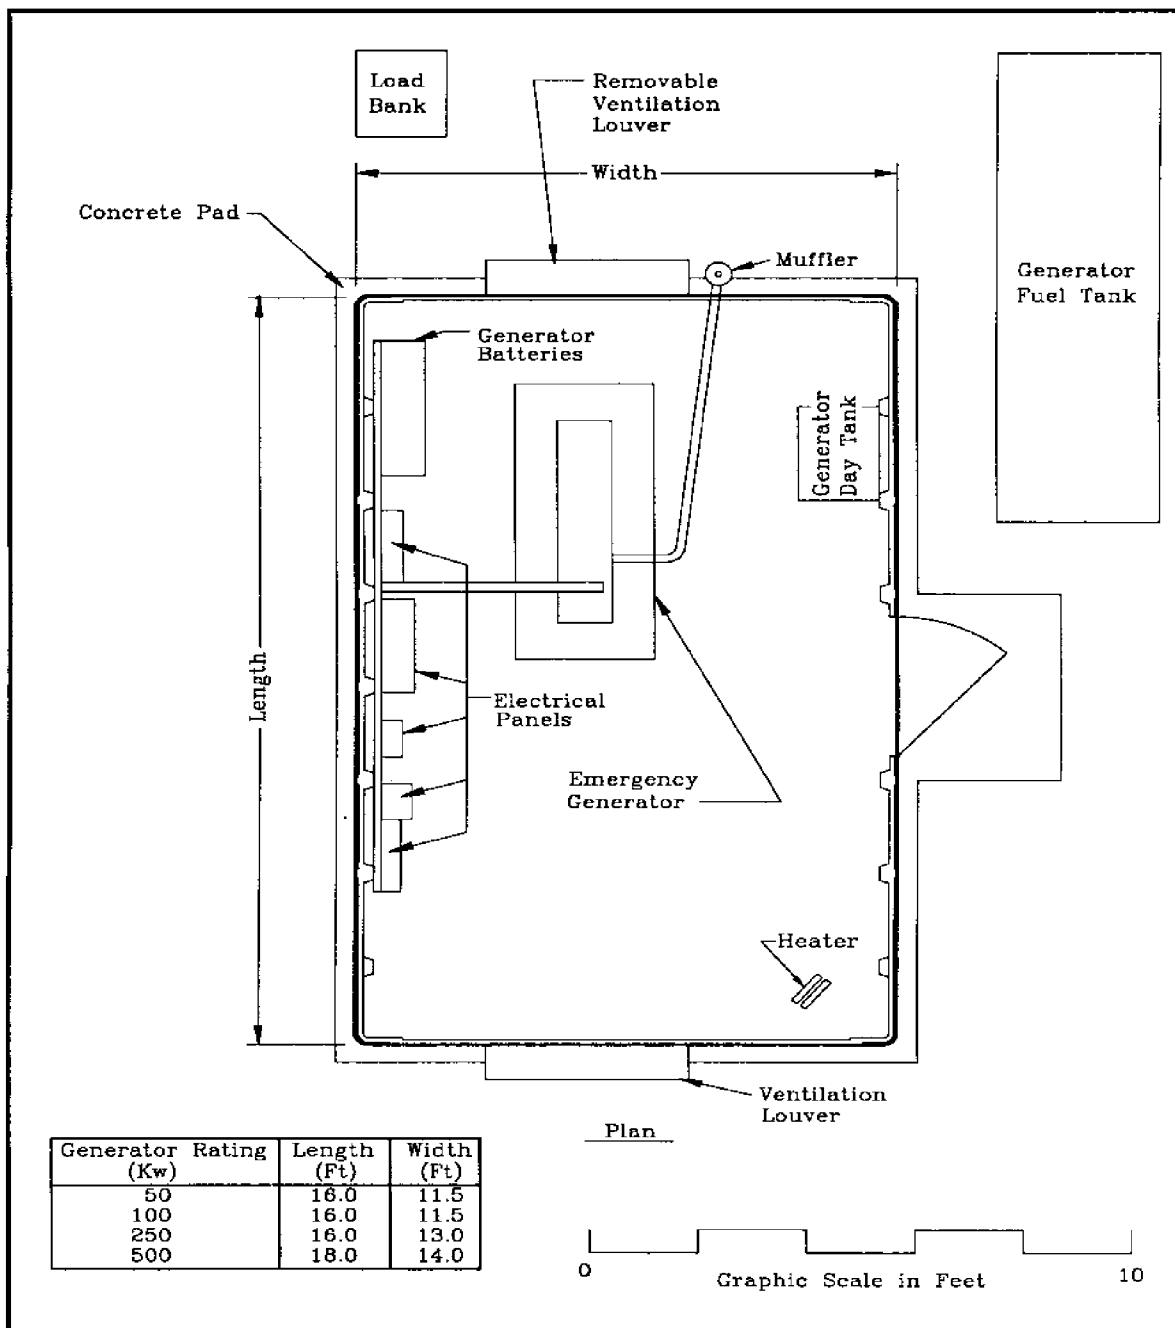 Load
Bank
Removable
Ventilation
Louver
Width
Concrete Pad
Muffler
Generator
Fuel Tank
Generator
Batteries
Generator
Day Tank
Length
Electrical
Panels
Emergency
Generator
Heater
Ventilation
Louver
Plan
Generator Rating (Kw) Length (Ft) Width (Ft)
50 16.0 11.5
100 16.0 11.5
250 16.0 13.0
500 18.0 14.0
0 10
Graphic Scale in Feet